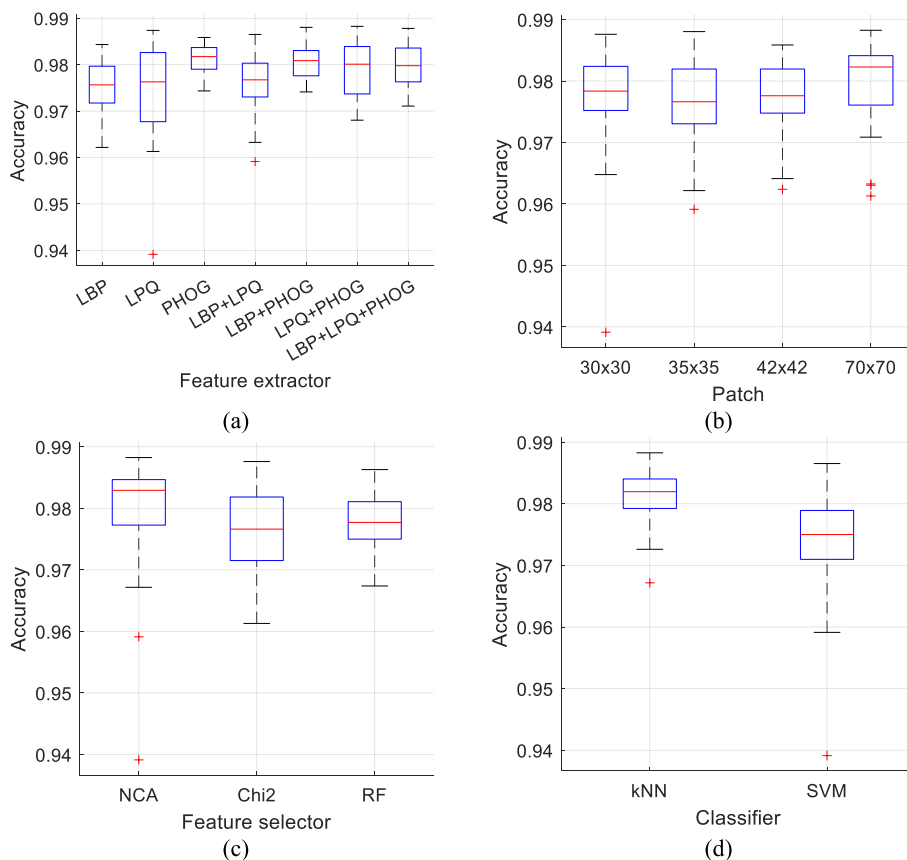 0.99
0.98
0.97
0.96
0.95
0.94
Accuracy
LBP
LPQ
PHOG
LBP+LPQ
LBP+PHOG
LPQ+PHOG
LBP+LPQ+PHOG
Feature extractor
(a)
0.99
0.98
0.97
0.96
0.95
0.94
Accuracy
30x30
35x35
42x42
70x70
Patch
(b)
0.99
0.98
0.97
0.96
0.95
0.94
Accuracy
NCA
Chi2
RF
Feature selector
(c)
0.99
0.98
0.97
0.96
0.95
0.94
Accuracy
kNN
SVM
Classifier
(d)